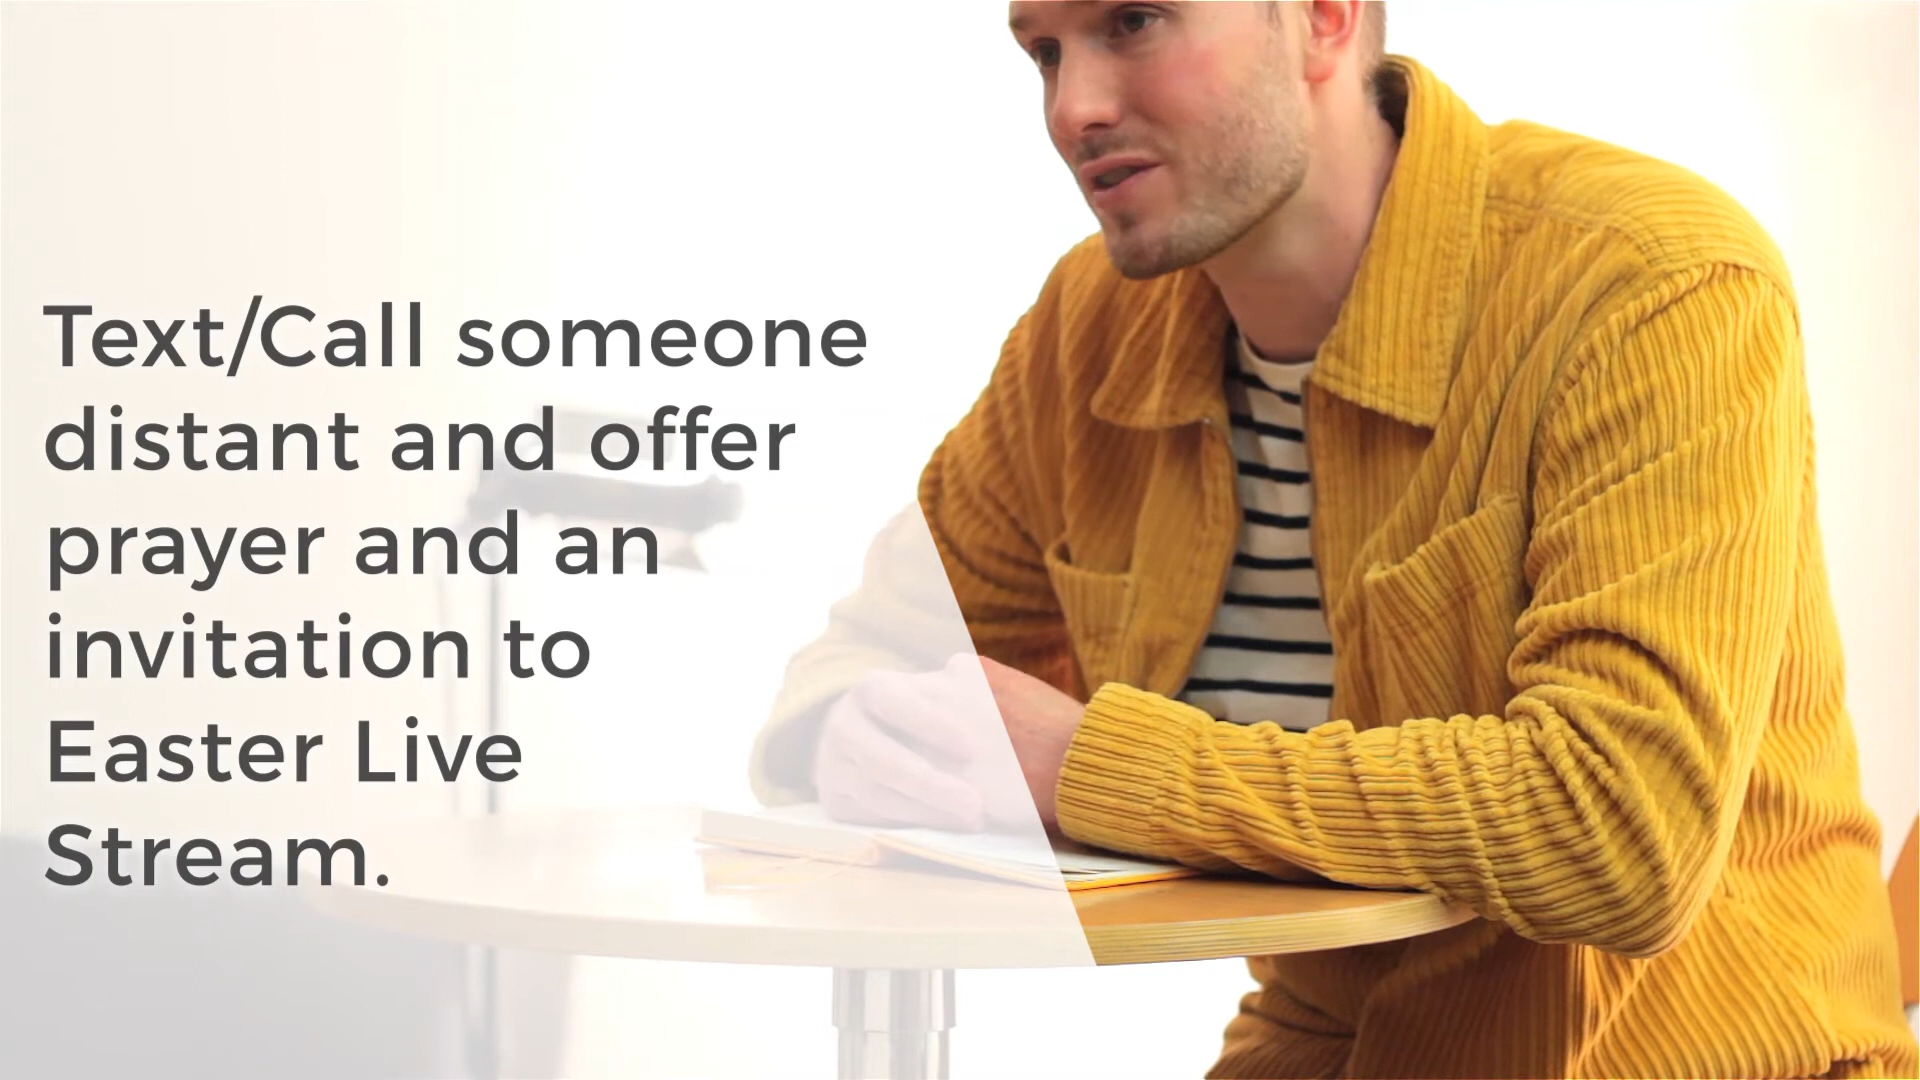 Text/Call someone
distant and offer
prayer and an
invitation to
Easter Live
Stream.